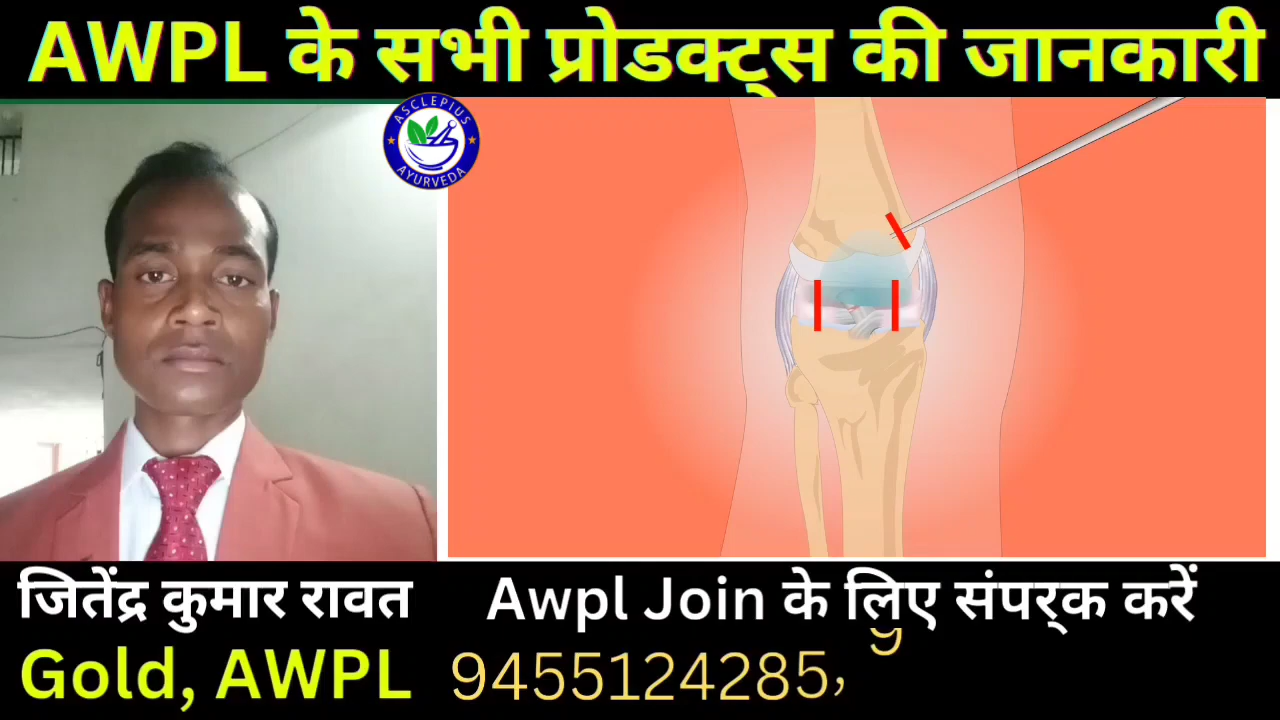 AWPL के सभी प्रोडक्ट्स की जानकारी
ASCLEPIUS
AYURVEDA
जितेंद्र कुमार रावत
Gold, AWPL
Awpl Join के लिए संपर्क करें
9455124285,